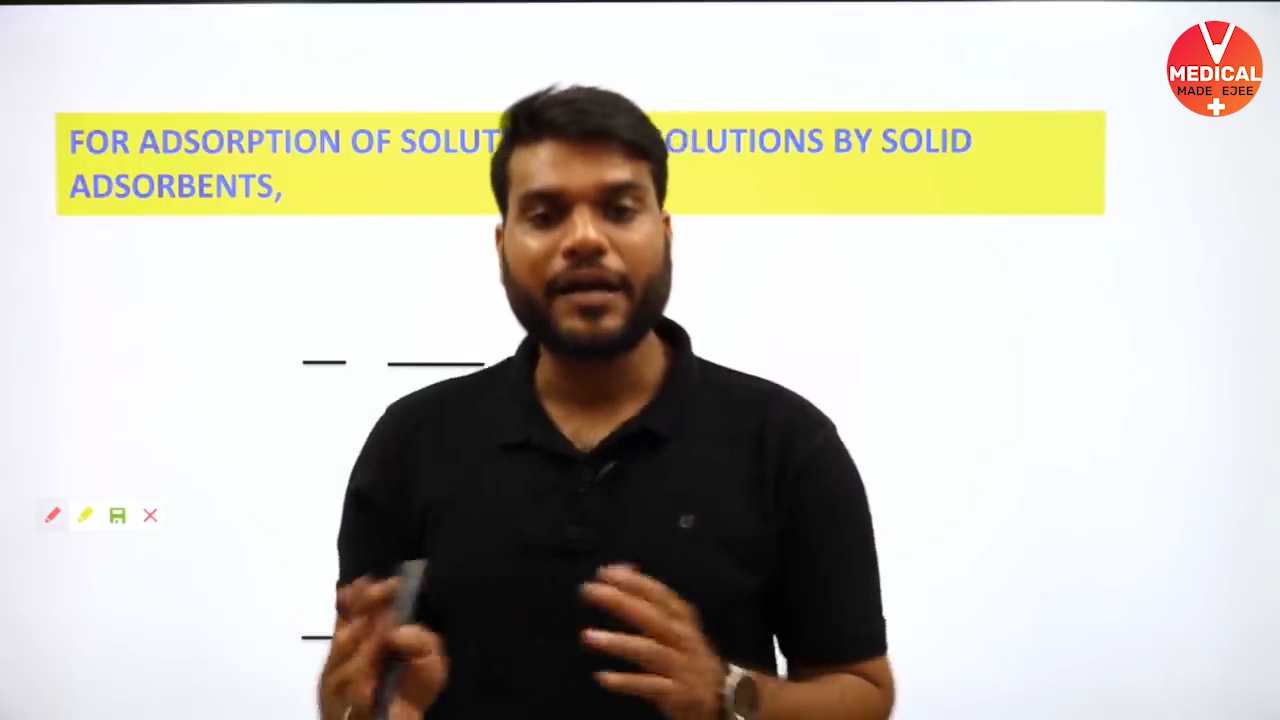 FOR ADSORPTION OF SOLUT OLUTIONS BY SOLID
ADSORBENTS,
V
MEDICAL
MADE EJEE